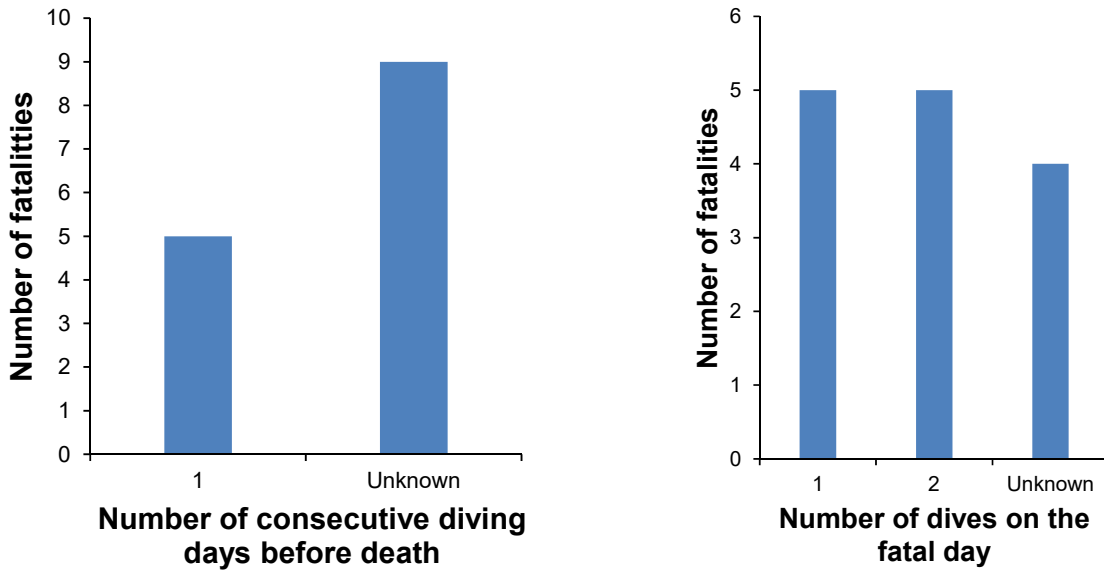 Number of fatalitties
10
9
8
7
6
5
4
3
2
1
0
1 Unknown
Number of consecutive diving
days before death
Number of fatalities
6
5
4
3
2
1
0
1 2 Unknown
Number of dives on the
fatal day